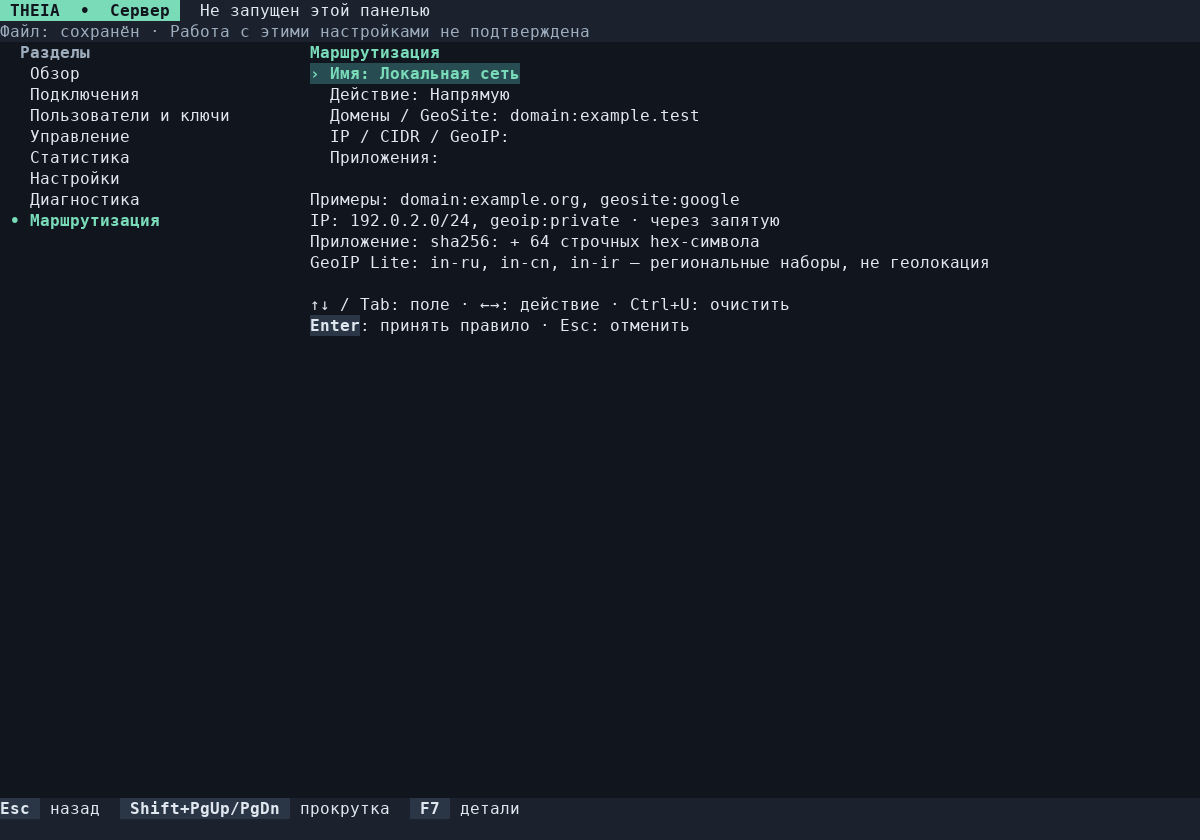 THEIA • Сервер Не запущен этой панелью
Файл: сохранён · Работа с этими настройками не подтверждена
Разделы
Обзор
Подключения
Пользователи и ключи
Управление
Статистика
Настройки
Диагностика
• Маршрутизация
Маршрутизация
› Имя: Локальная сеть
Действие: Напрямую
Домены / GeoSite: domain:example.test
IP / CIDR / GeoIP:
Приложения:
Примеры: domain:example.org, geosite:google
IP: 192.0.2.0/24, geoip:private · через запятую
Приложение: sha256: + 64 строчных hex-символа
GeoIP Lite: in-ru, in-cn, in-ir — региональные наборы, не геолокация
↑↓ / Tab: поле · ←→: действие · Ctrl+U: очистить
Enter: принять правило · Esc: отменить
Esc назад Shift+PgUp/PgDn прокрутка F7 детали